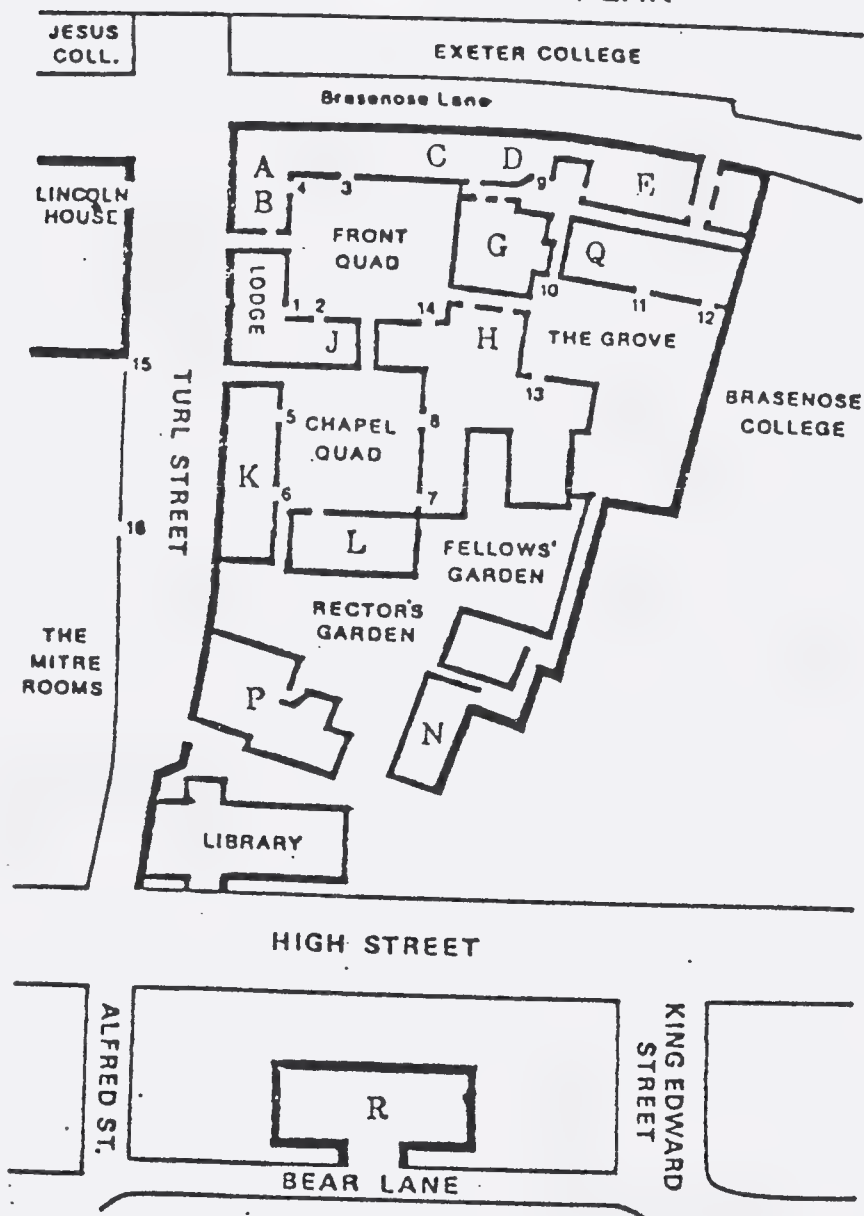 JESUS
COLL.
EXETER COLLEGE
Brasenose Lane
LINCOLN
HOUSE
A
B
C
D
E
4
3
9
FRONT
QUAD
G
Q
LODGE
10
11
12
1
2
14
J
H
THE GROVE
15
13
TURL STREET
BRASENOSE
COLLEGE
5
CHAPEL
QUAD
8
K
6
7
16
L
FELLOWS'
GARDEN
RECTOR'S
GARDEN
THE
MITRE
ROOMS
P
N
LIBRARY
HIGH STREET
ALFRED ST.
KING EDWARD
STREET
R
BEAR LANE